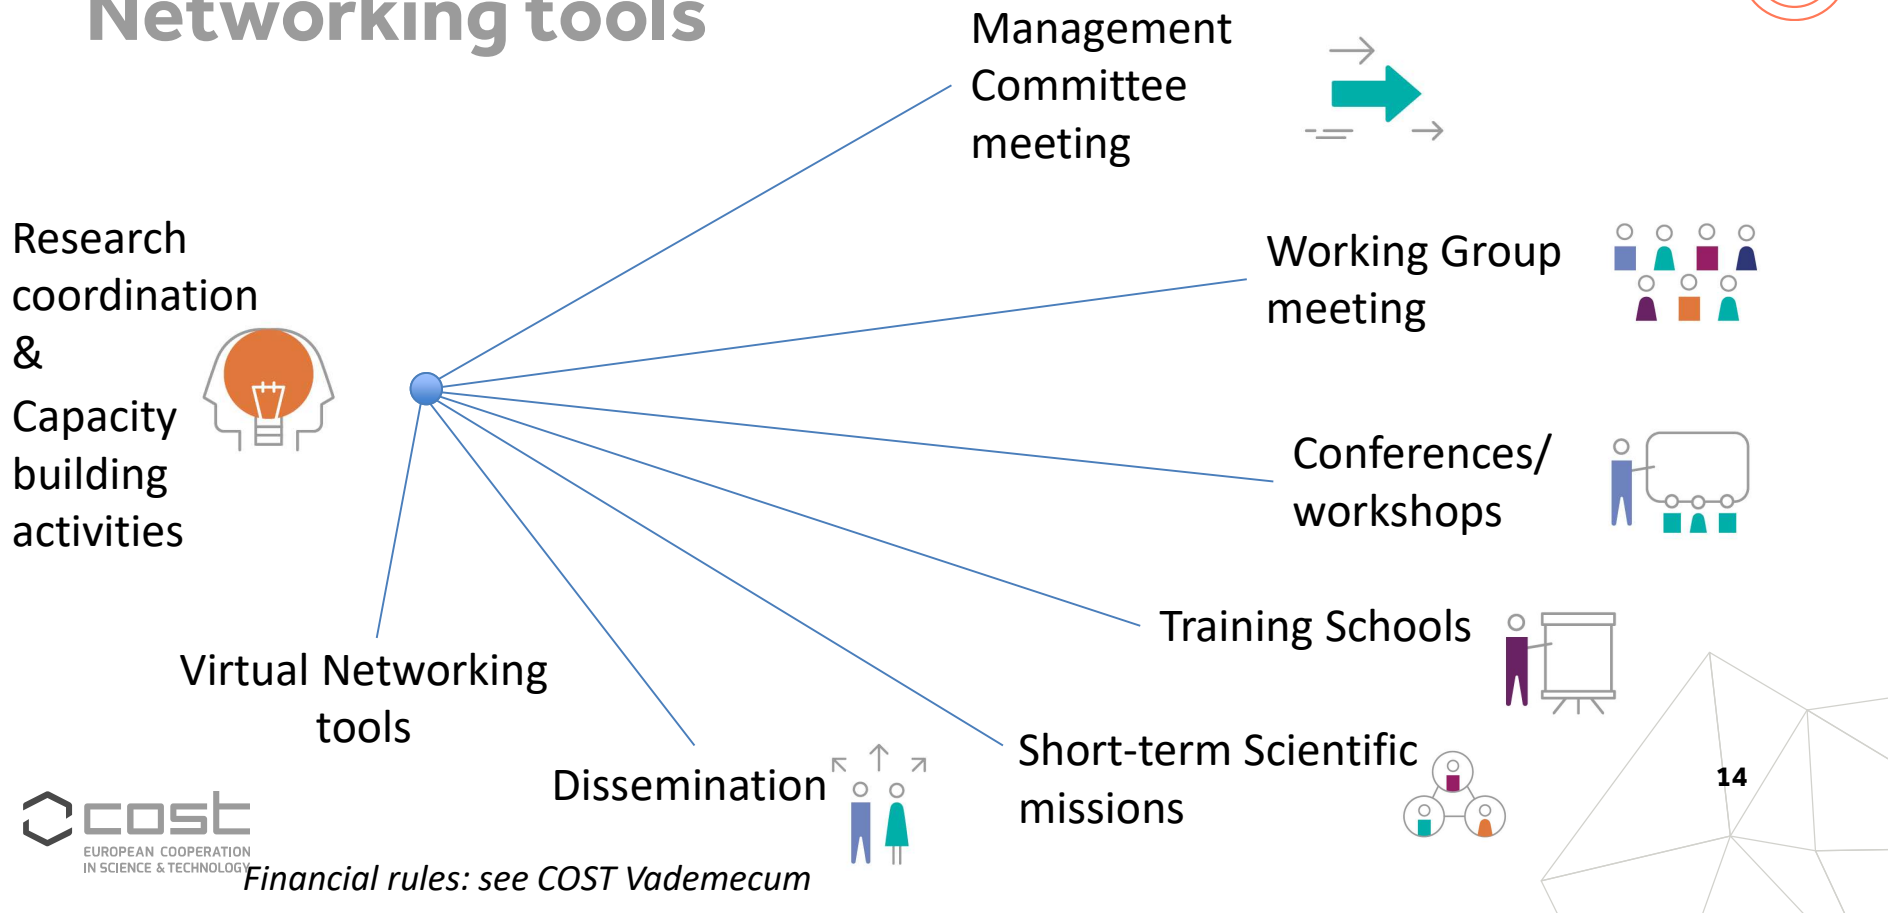 Networking tools
Management
Committee
meeting
Research
coordination
&
Capacity
building
activities
Working Group
meeting
Conferences/
workshops
Training Schools
Virtual Networking
tools
Short-term Scientific
missions
Dissemination
14
cost
EUROPEAN COOPERATION
IN SCIENCE & TECHNOLOGY
Financial rules: see COST Vademecum